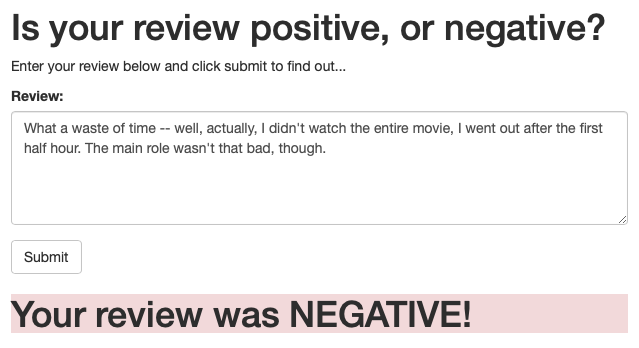 Is your review positive, or negative?
Enter your review below and click submit to find out...
Review:
What a waste of time -- well, actually, I didn't watch the entire movie, I went out after the first
half hour. The main role wasn't that bad, though.
Submit
Your review was NEGATIVE!